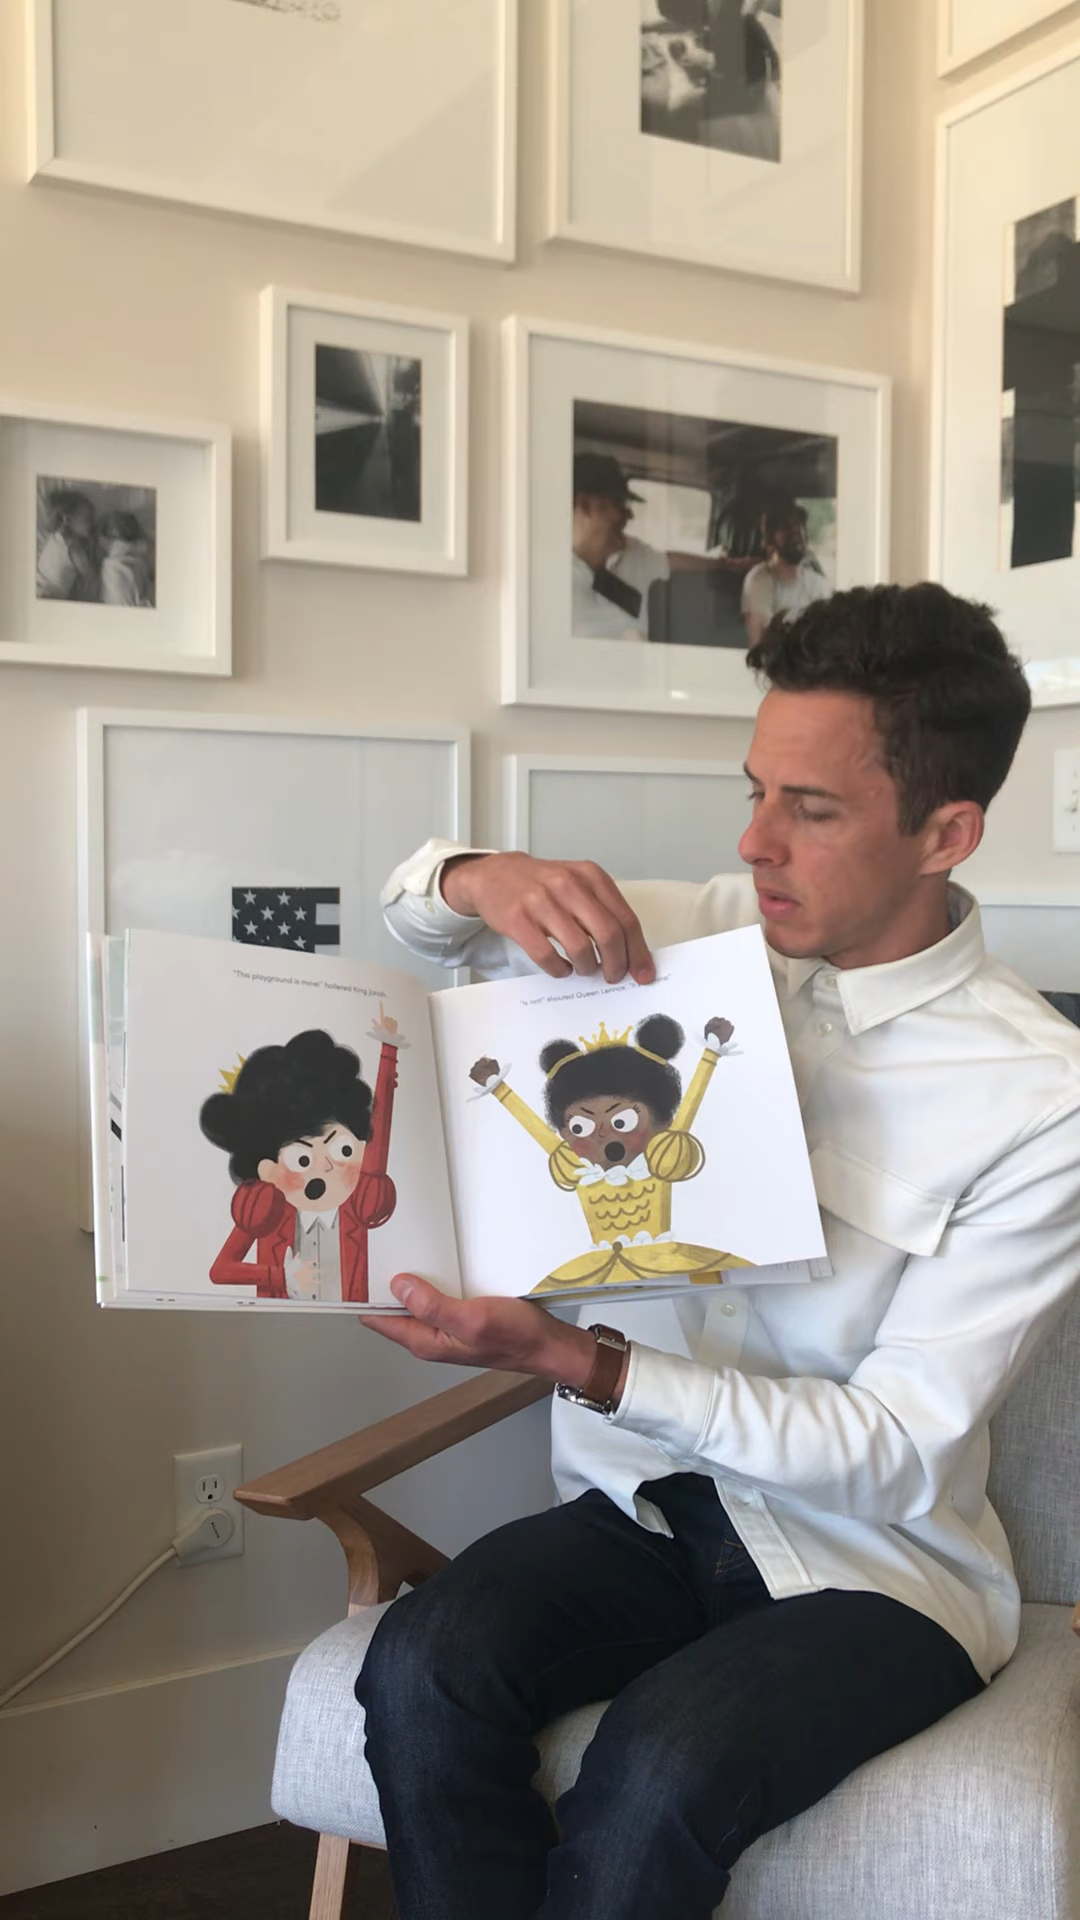 "This playground is mine!" hollered King Jonah.
"Is not!" shouted Queen Lennox.